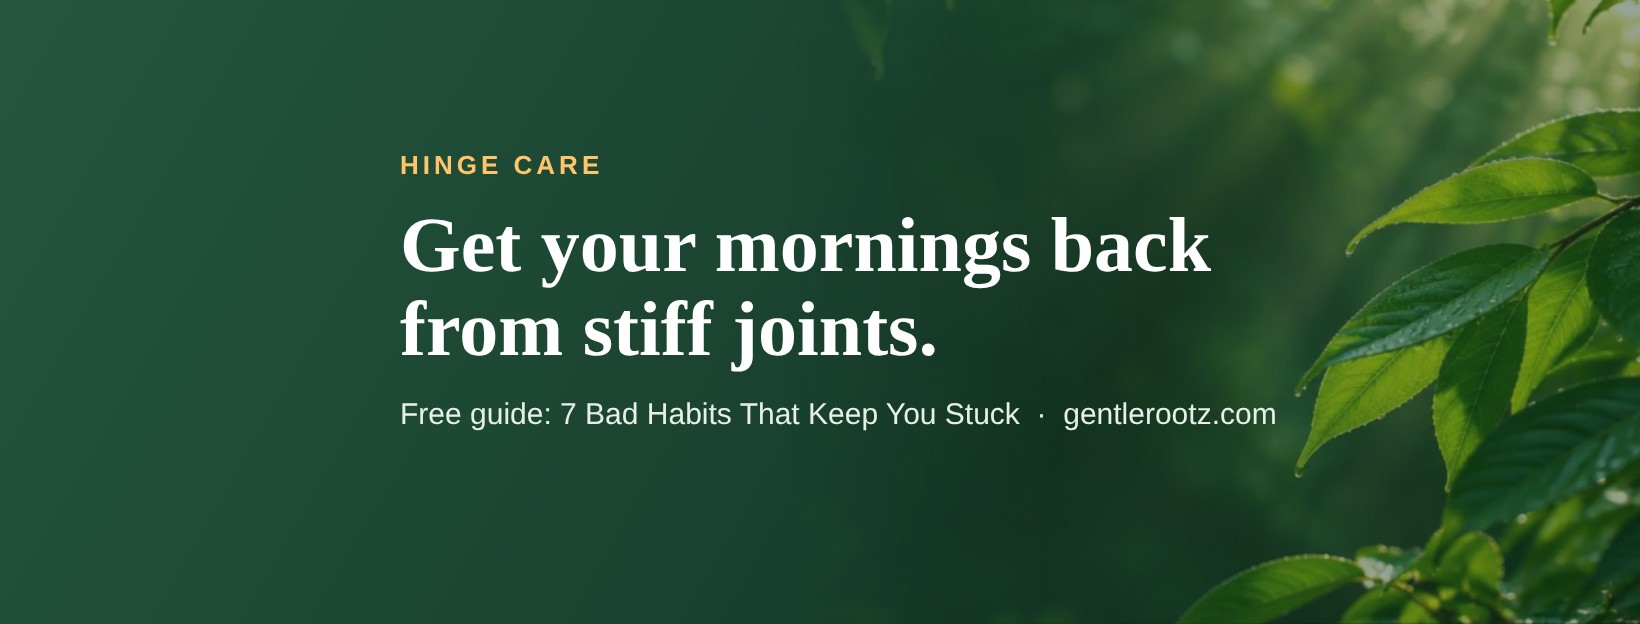 HINGE CARE
Get your mornings back
from stiff joints.
Free guide: 7 Bad Habits That Keep You Stuck · gentlerootz.com